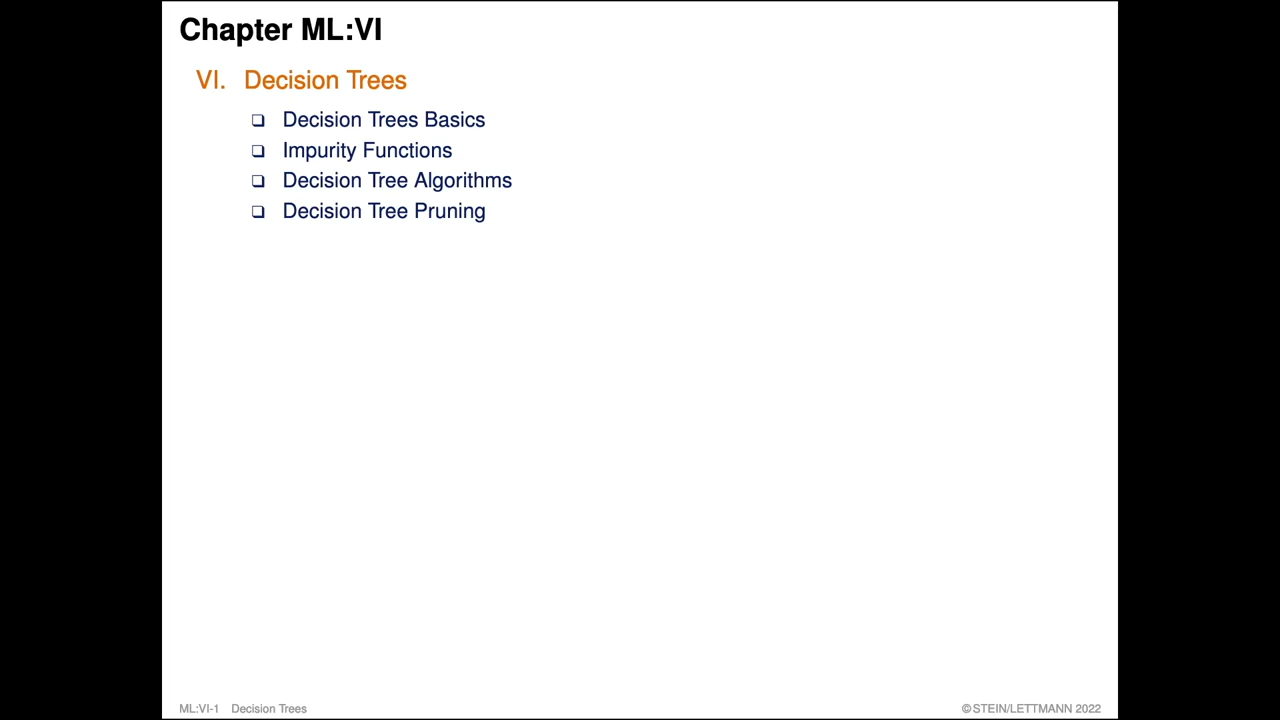 Chapter ML:VI
VI. Decision Trees
❑ Decision Trees Basics
❑ Impurity Functions
❑ Decision Tree Algorithms
❑ Decision Tree Pruning
ML:VI-1 Decision Trees
©STEIN/LETTMANN 2022